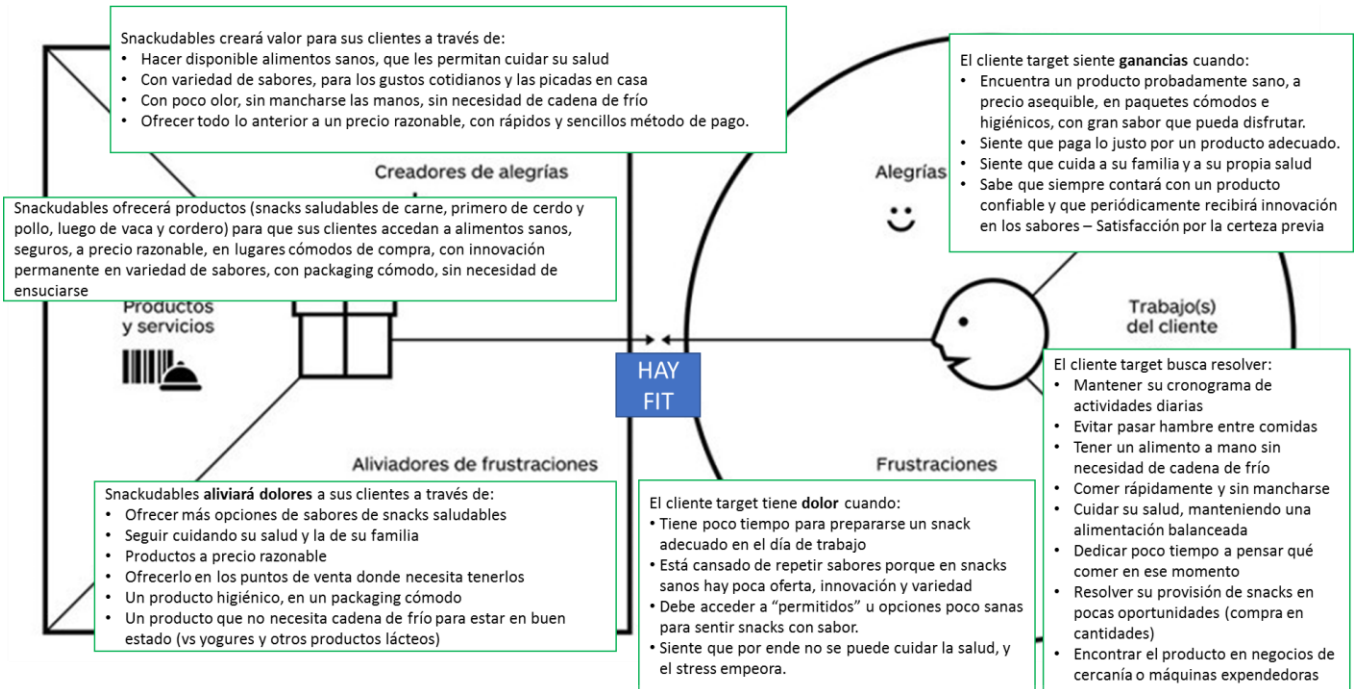 Snackudables creará valor para sus clientes a través de:
• Hacer disponible alimentos sanos, que les permitan cuidar su salud
• Con variedad de sabores, para los gustos cotidianos y las picadas en casa
• Con poco olor, sin mancharse las manos, sin necesidad de cadena de frío
• Ofrecer todo lo anterior a un precio razonable, con rápidos y sencillos método de pago.
Creadores de alegrías
Snackudables ofrecerá productos (snacks saludables de carne, primero de cerdo y
pollo, luego de vaca y cordero) para que sus clientes accedan a alimentos sanos,
seguros, a precio razonable, en lugares cómodos de compra, con innovación
permanente en variedad de sabores, con packaging cómodo, sin necesidad de
ensuciarse
Productos
y servicios
Aliviadores de frustraciones
Snackudables aliviará dolores a sus clientes a través de:
• Ofrecer más opciones de sabores de snacks saludables
• Seguir cuidando su salud y la de su familia
• Productos a precio razonable
• Ofrecerlo en los puntos de venta donde necesita tenerlos
• Un producto higiénico, en un packaging cómodo
• Un producto que no necesita cadena de frío para estar en buen
estado (vs yogures y otros productos lácteos)
HAY
FIT
El cliente target siente ganancias cuando:
• Encuentra un producto probadamente sano, a
precio asequible, en paquetes cómodos e
higiénicos, con gran sabor que pueda disfrutar.
• Siente que paga lo justo por un producto adecuado.
• Siente que cuida a su familia y a su propia salud
• Sabe que siempre contará con un producto
confiable y que periódicamente recibirá innovación
en los sabores – Satisfacción por la certeza previa
Alegrías
Trabajo(s)
del cliente
El cliente target busca resolver:
• Mantener su cronograma de
actividades diarias
• Evitar pasar hambre entre comidas
• Tener un alimento a mano sin
necesidad de cadena de frío
• Comer rápidamente y sin mancharse
• Cuidar su salud, manteniendo una
alimentación balanceada
• Dedicar poco tiempo a pensar qué
comer en ese momento
• Resolver su provisión de snacks en
pocas oportunidades (compra en
cantidades)
• Encontrar el producto en negocios de
cercanía o máquinas expendedoras
Frustraciones
El cliente target tiene dolor cuando:
• Tiene poco tiempo para prepararse un snack
adecuado en el día de trabajo
• Está cansado de repetir sabores porque en snacks
sanos hay poca oferta, innovación y variedad
• Debe acceder a “permitidos” u opciones poco sanas
para sentir snacks con sabor.
• Siente que por ende no se puede cuidar la salud, y
el stress empeora.